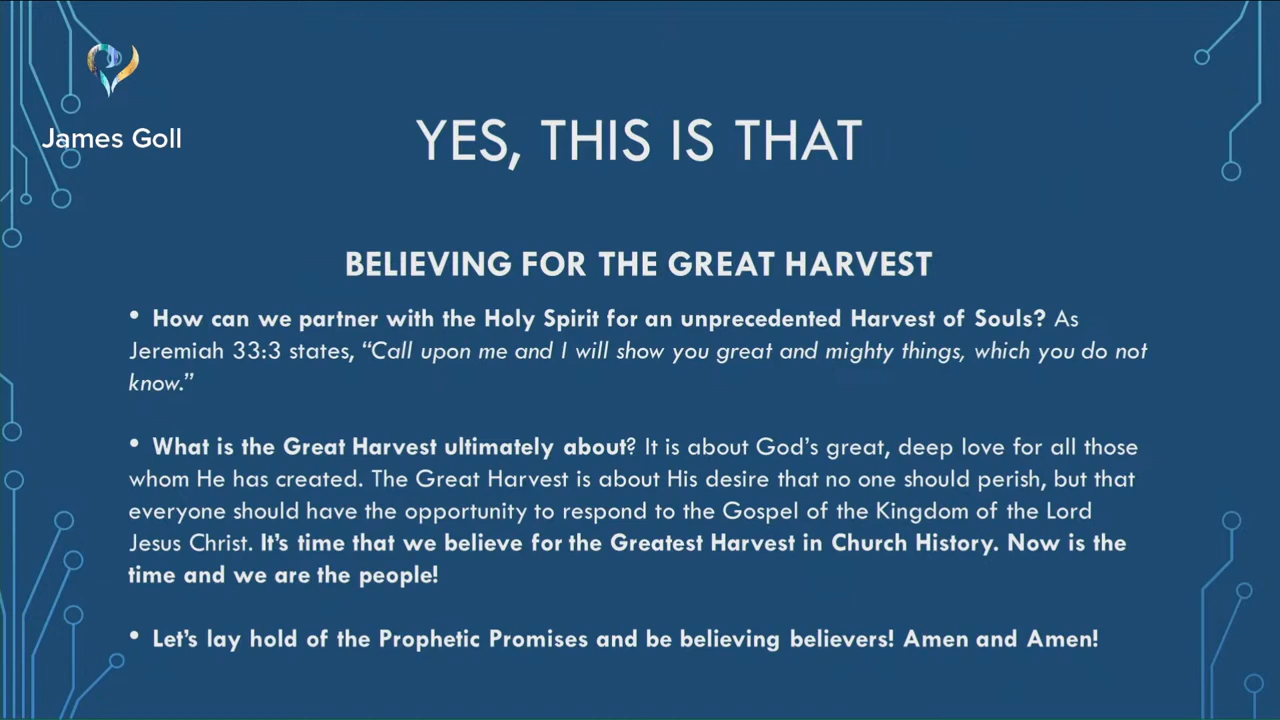 James Goll
YES, THIS IS THAT
BELIEVING FOR THE GREAT HARVEST
• How can we partner with the Holy Spirit for an unprecedented Harvest of Souls? As
Jeremiah 33:3 states, “Call upon me and I will show you great and mighty things, which you do not
know.”
• What is the Great Harvest ultimately about? It is about God’s great, deep love for all those
whom He has created. The Great Harvest is about His desire that no one should perish, but that
everyone should have the opportunity to respond to the Gospel of the Kingdom of the Lord
Jesus Christ. It’s time that we believe for the Greatest Harvest in Church History. Now is the
time and we are the people!
• Let’s lay hold of the Prophetic Promises and be believing believers! Amen and Amen!